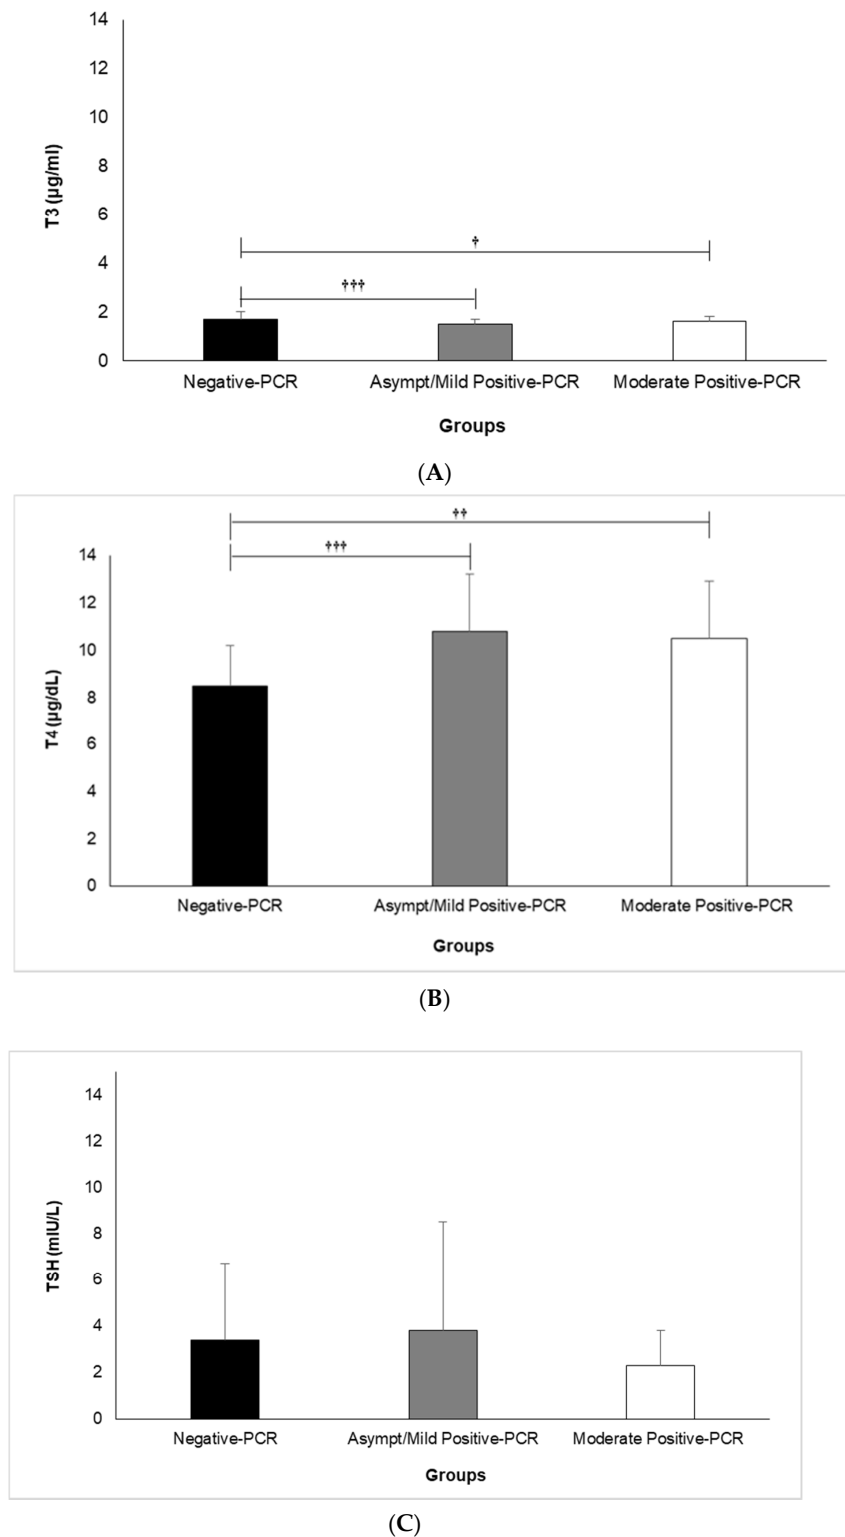 14
12
10
8
6
4
2
0
T3 (µg/ml)
†
†††
Negative-PCR Asympt/Mild Positive-PCR Moderate Positive-PCR
Groups
(A)
††
†††
14
12
10
8
6
4
2
0
T4 (µg/dL)
Negative-PCR Asympt/Mild Positive-PCR Moderate Positive-PCR
Groups
(B)
14
12
10
8
6
4
2
0
TSH (mIU/L)
Negative-PCR Asympt/Mild Positive-PCR Moderate Positive-PCR
Groups
(C)